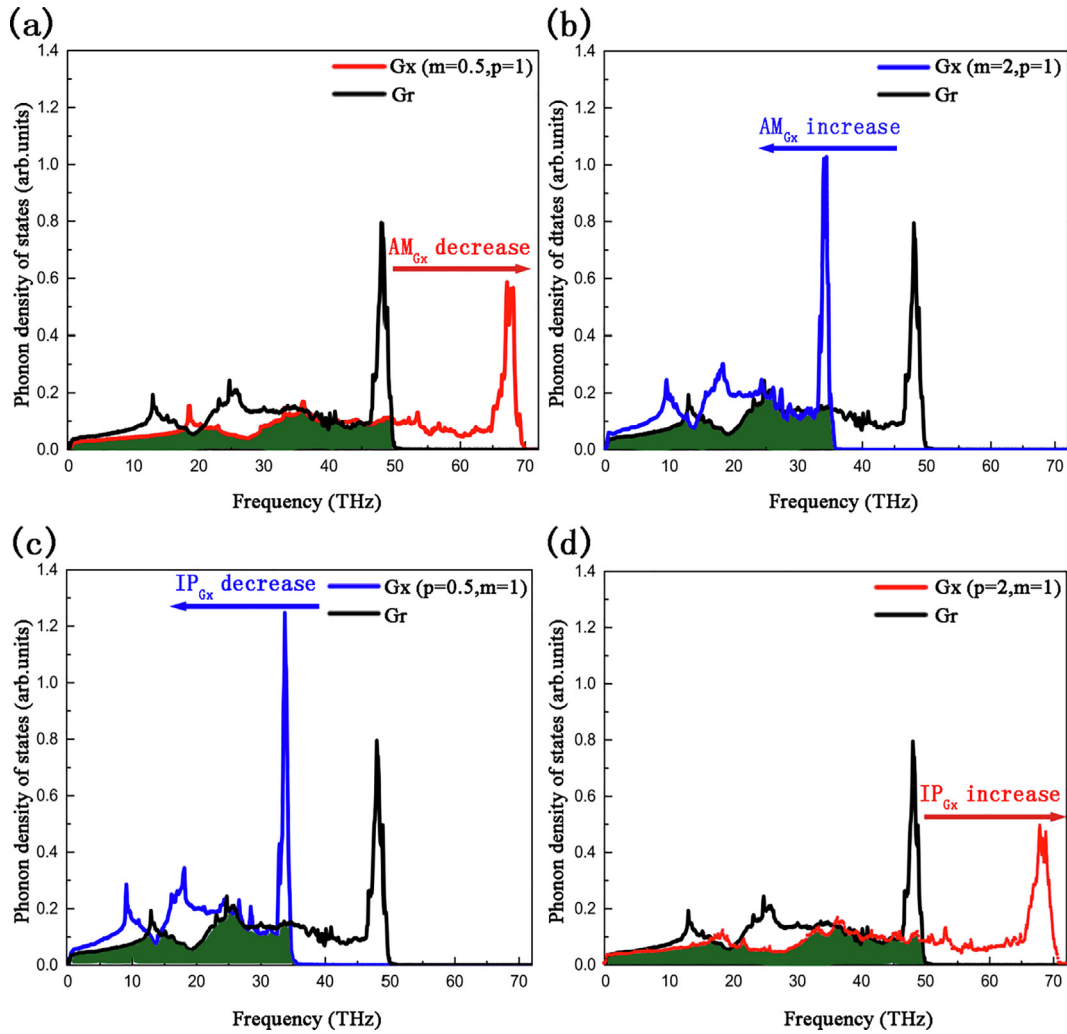 (a)
1.4
1.2
1.0
0.8
0.6
0.4
0.2
0.0
Phonon density of states (arb.units)
Gx (m=0.5,p=1)
Gr
AMGx decrease
0 10 20 30 40 50 60 70
Frequency (THz)
(b)
1.4
1.2
1.0
0.8
0.6
0.4
0.2
0.0
Phonon density of dtates (arb.units)
Gx (m=2,p=1)
Gr
AMGx increase
0 10 20 30 40 50 60 70
Frequency (THz)
(c)
1.4
1.2
1.0
0.8
0.6
0.4
0.2
0.0
Phonon density of states (arb.units)
IPGx decrease
Gx (p=0.5,m=1)
Gr
0 10 20 30 40 50 60 70
Frequency (THz)
(d)
1.4
1.2
1.0
0.8
0.6
0.4
0.2
0.0
Phonon density of states (arb.units)
Gx (p=2,m=1)
Gr
IPGx increase
0 10 20 30 40 50 60 70
Frequency (THz)